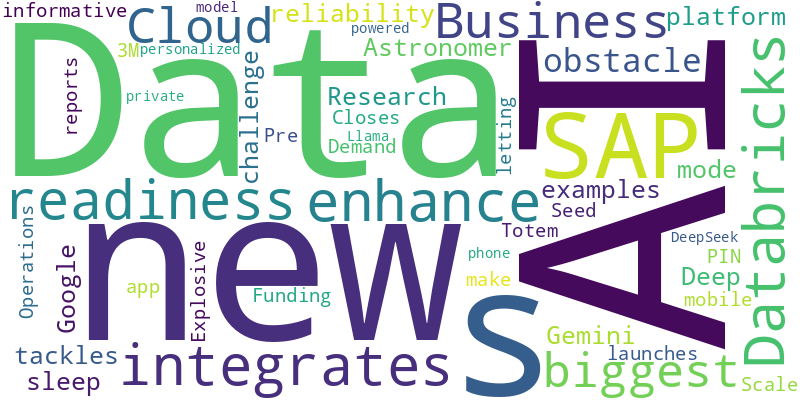 informative
model
Cloud
reliability
Business
platform
3M
personalized
powered
Astronomer
obstacle
Data
reports
private
challenge
Research
Closes
Llama
Demand
Pre
letting
AI
SAP
mode
Databricks
readiness
enhance
examples
Seed
Totem
DeepSeek
Operations
Google
new
Explosive
app
Funding
phone
make
PIN
Deep
mobile
S
Gemini
launches
tackles
sleep
integrates
biggest
Scale